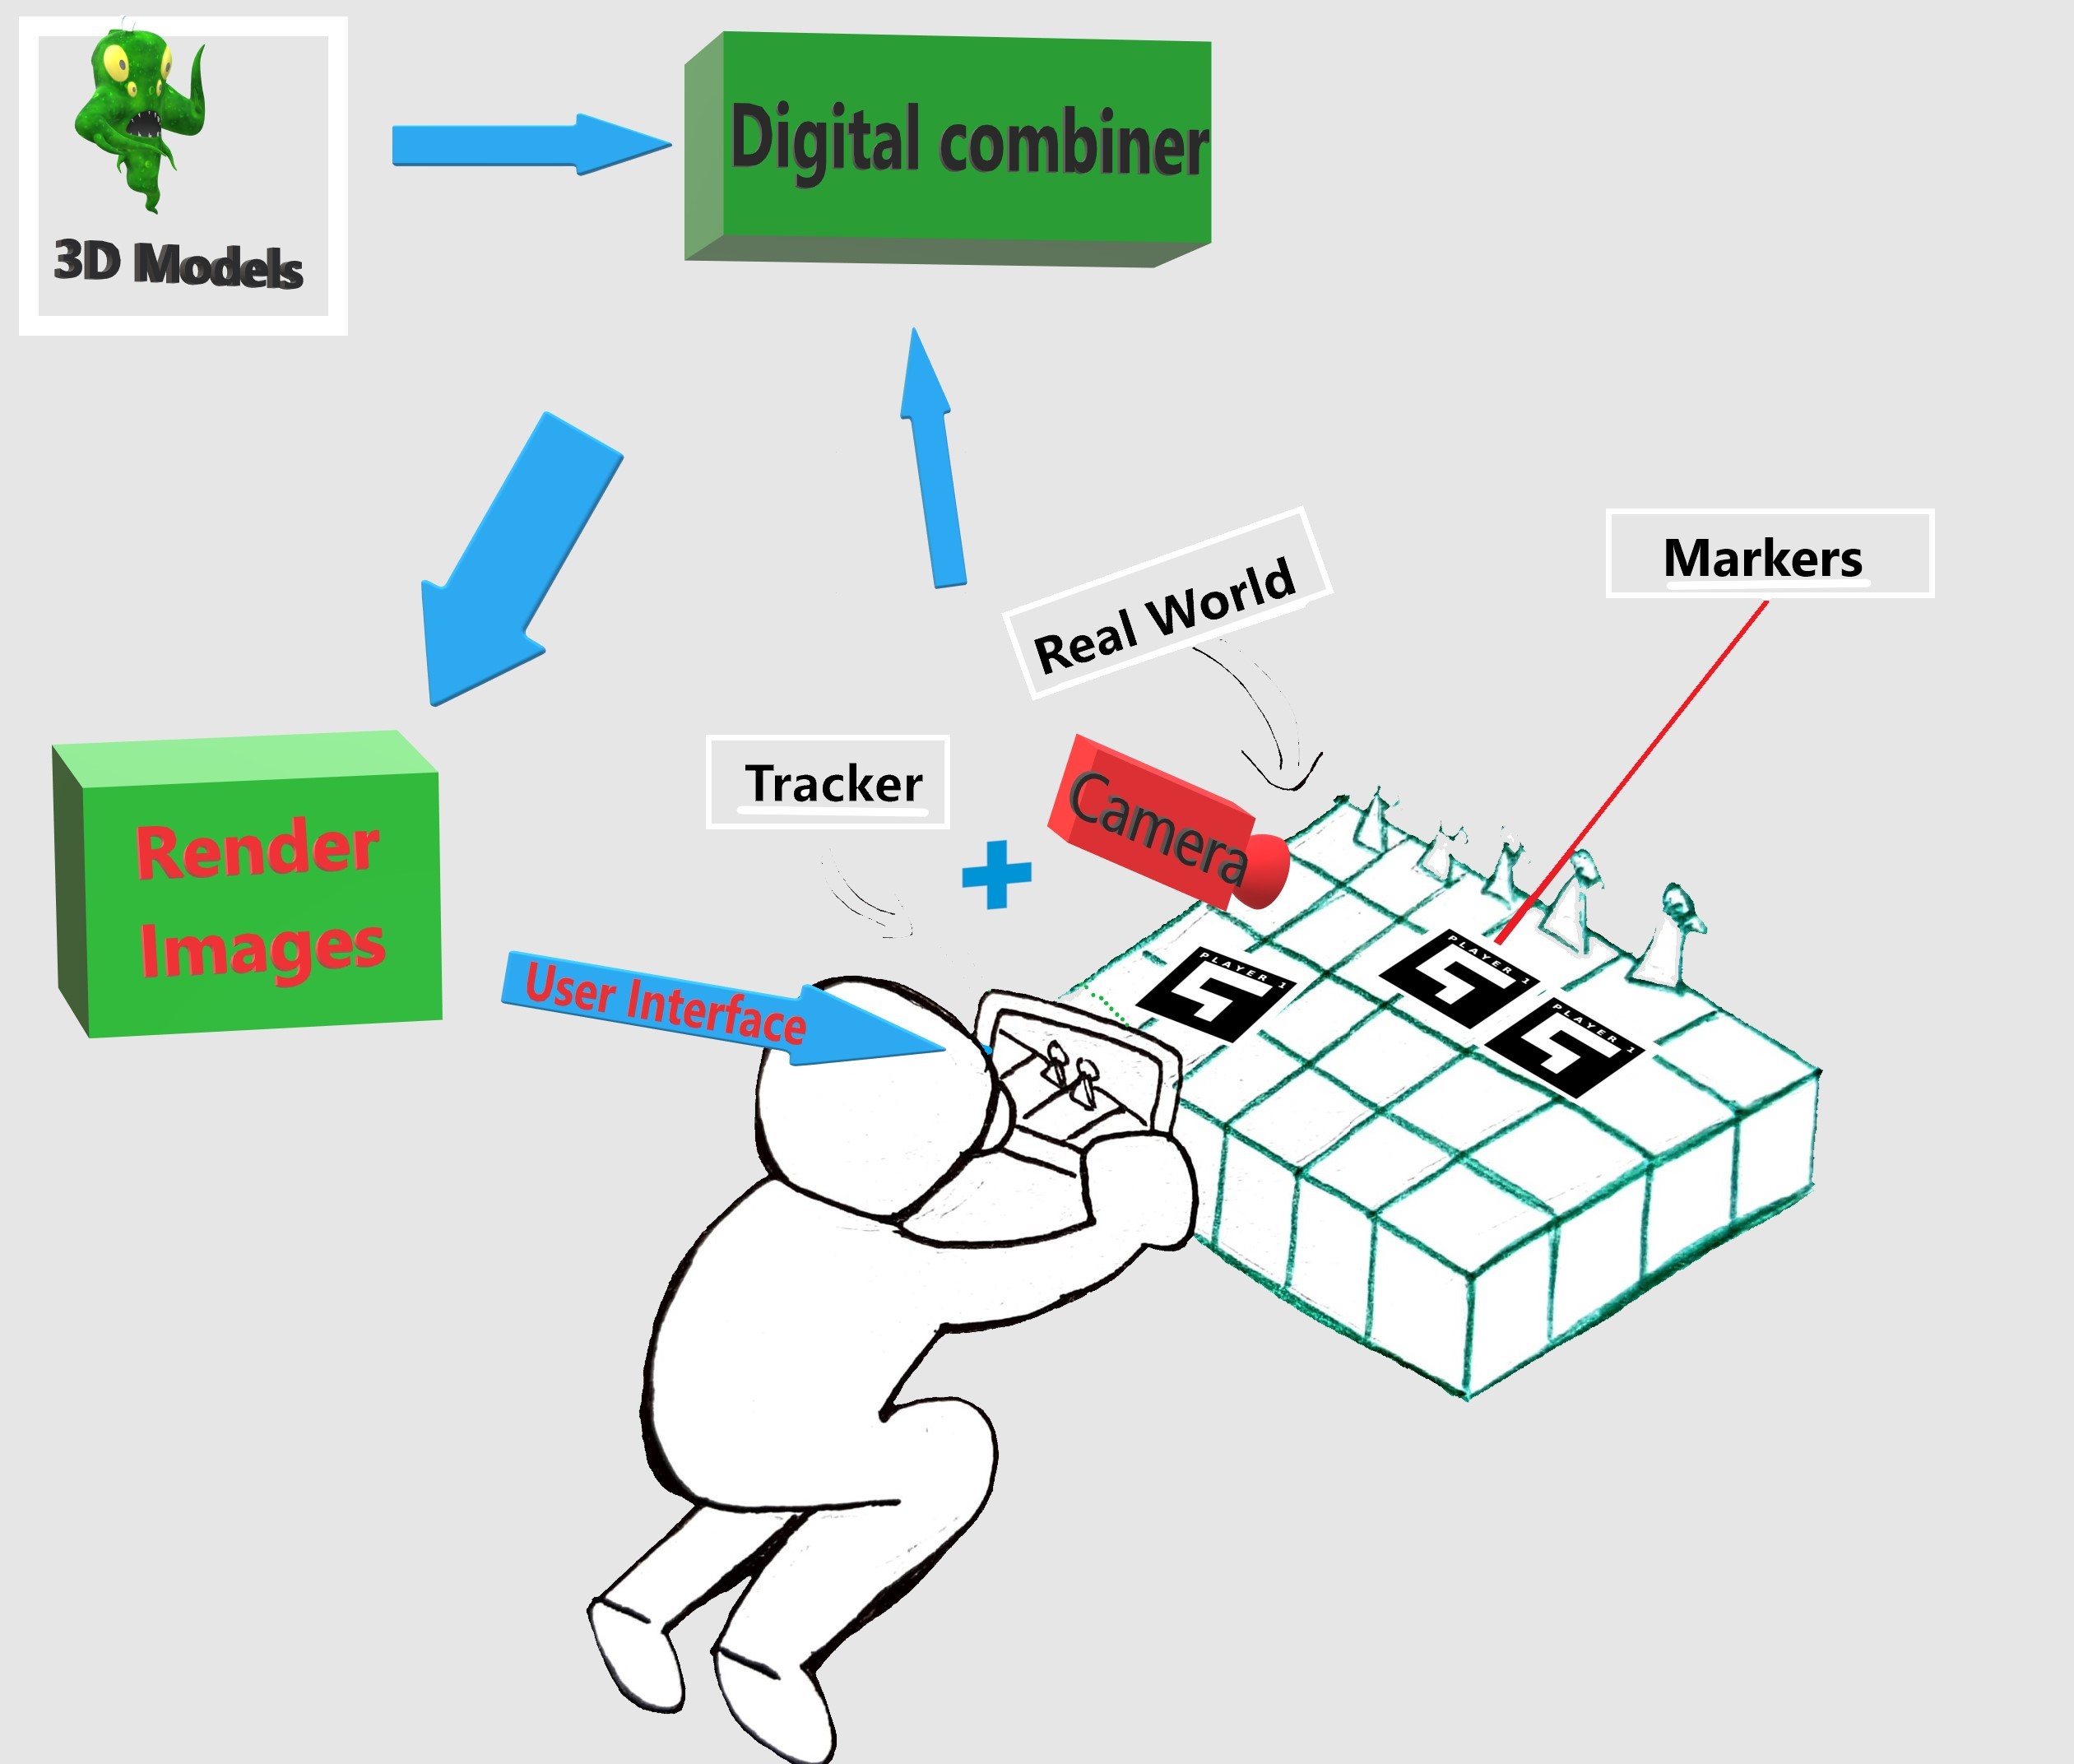 3D Models
Digital combiner
Real World
Markers
Tracker
Camera
Render
Images
User Interface
PLAYER 1
PLAYER 1
PLAYER 1